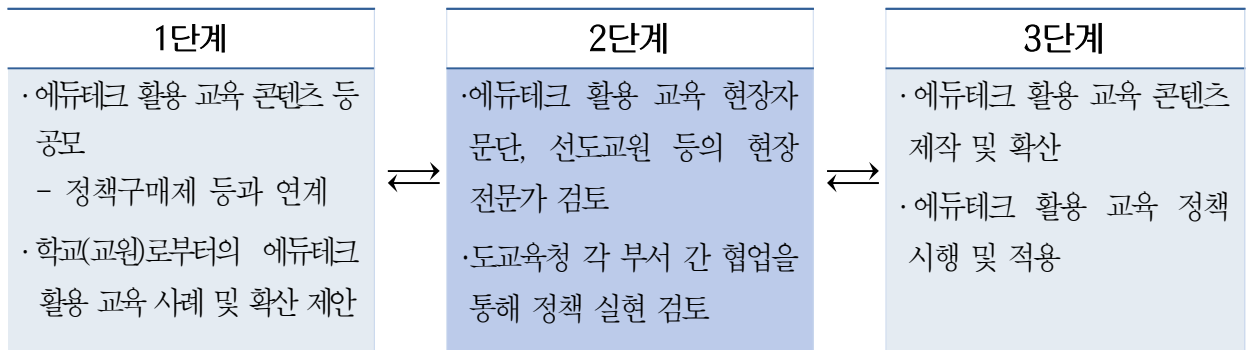 1단계
· 에듀테크 활용 교육 콘텐츠 등
공모
- 정책구매제 등과 연계
· 학교(교원)로부터의 에듀테크
활용 교육 사례 및 확산 제안
2단계
·에듀테크 활용 교육 현장자
문단, 선도교원 등의 현장
전문가 검토
·도교육청 각 부서 간 협업을
통해 정책 실현 검토
3단계
· 에듀테크 활용 교육 콘텐츠
제작 및 확산
· 에듀테크 활용 교육 정책
시행 및 적용